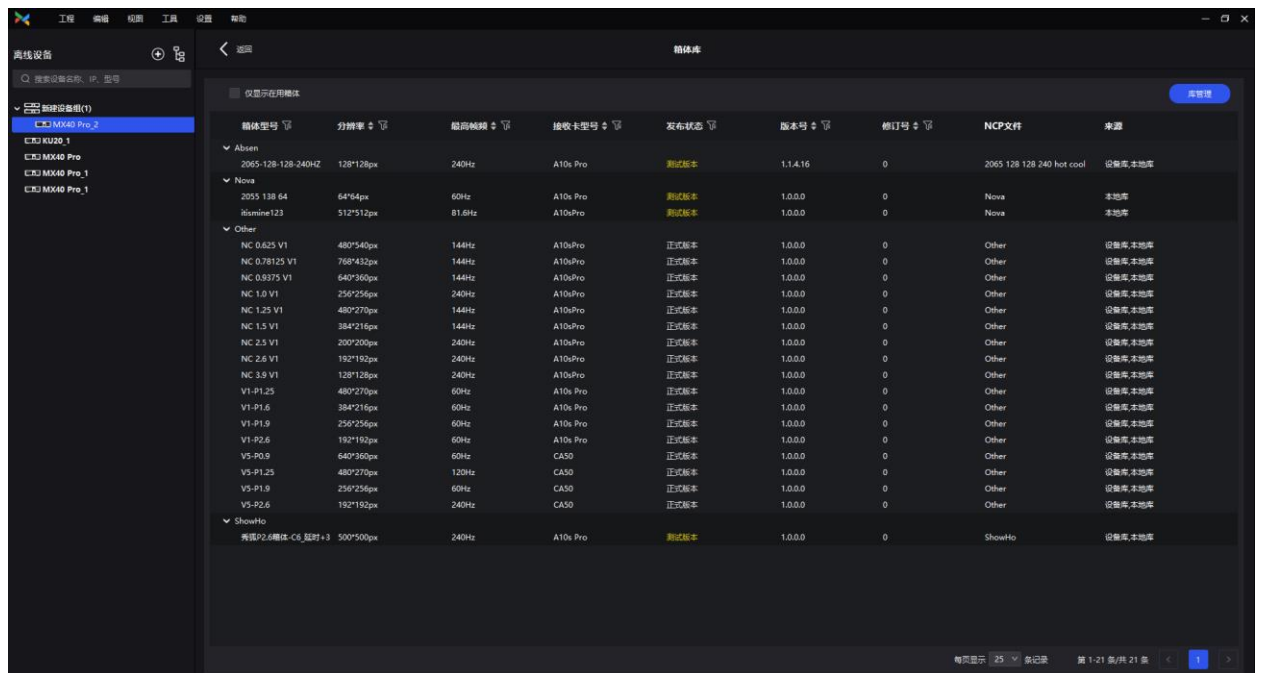 工程 编辑 视图 工具 设置 帮助
离线设备
搜索设备名称、IP、型号
新建设备组(1)
MX40 Pro_2
KU20_1
MX40 Pro
MX40 Pro_1
MX40 Pro_1
返回 箱体库
仅显示在用箱体 库管理
箱体型号 分辨率 最高帧频 接收卡型号 发布状态 版本号 修订号 NCP文件 来源
Absen
2065-128-128-240HZ 128*128px 240Hz A10s Pro 测试版本 1.1.4.16 0 2065 128 128 240 hot cool 设备库,本地库
Nova
2055 138 64 64*64px 60Hz A10sPro 测试版本 1.0.0.0 0 Nova 本地库
itismine123 512*512px 81.6Hz A10sPro 测试版本 1.0.0.0 0 Nova 本地库
Other
NC 0.625 V1 480*540px 144Hz A10sPro 正式版本 1.0.0.0 0 Other 设备库,本地库
NC 0.78125 V1 768*432px 144Hz A10sPro 正式版本 1.0.0.0 0 Other 设备库,本地库
NC 0.9375 V1 640*360px 144Hz A10sPro 正式版本 1.0.0.0 0 Other 设备库,本地库
NC 1.0 V1 256*256px 240Hz A10sPro 正式版本 1.0.0.0 0 Other 设备库,本地库
NC 1.25 V1 480*270px 144Hz A10sPro 正式版本 1.0.0.0 0 Other 设备库,本地库
NC 1.5 V1 384*216px 144Hz A10sPro 正式版本 1.0.0.0 0 Other 设备库,本地库
NC 2.5 V1 200*200px 240Hz A10sPro 正式版本 1.0.0.0 0 Other 设备库,本地库
NC 2.6 V1 192*192px 240Hz A10sPro 正式版本 1.0.0.0 0 Other 设备库,本地库
NC 3.9 V1 128*128px 240Hz A10sPro 正式版本 1.0.0.0 0 Other 设备库,本地库
V1-P1.25 480*270px 60Hz A10s Pro 正式版本 1.0.0.0 0 Other 设备库,本地库
V1-P1.6 384*216px 60Hz A10s Pro 正式版本 1.0.0.0 0 Other 设备库,本地库
V1-P1.9 256*256px 60Hz A10s Pro 正式版本 1.0.0.0 0 Other 设备库,本地库
V1-P2.6 192*192px 60Hz A10s Pro 正式版本 1.0.0.0 0 Other 设备库,本地库
V5-P0.9 640*360px 60Hz CA50 正式版本 1.0.0.0 0 Other 设备库,本地库
V5-P1.25 480*270px 120Hz CA50 正式版本 1.0.0.0 0 Other 设备库,本地库
V5-P1.9 256*256px 60Hz CA50 正式版本 1.0.0.0 0 Other 设备库,本地库
V5-P2.6 192*192px 240Hz CA50 正式版本 1.0.0.0 0 Other 设备库,本地库
ShowHo
秀狐P2.6箱体-C6_延时+3 500*500px 240Hz A10s Pro 测试版本 1.0.0.0 0 ShowHo 设备库,本地库
每页显示 25 条记录 第 1-21 条/共 21 条 1